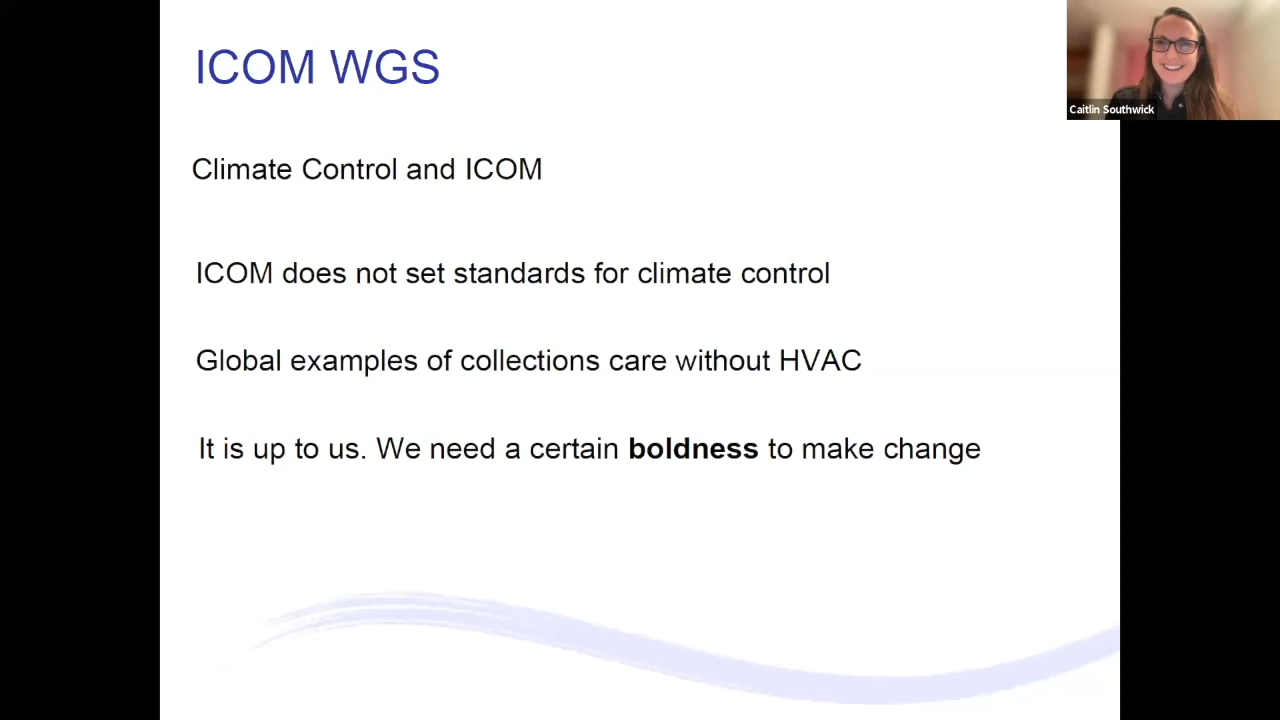 ICOM WGS
Caitlin Southwick
Climate Control and ICOM
ICOM does not set standards for climate control
Global examples of collections care without HVAC
It is up to us. We need a certain boldness to make change